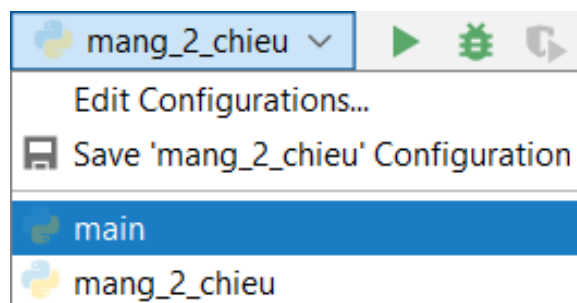 mang_2_chieu
Edit Configurations...
Save 'mang_2_chieu' Configuration
main
mang_2_chieu